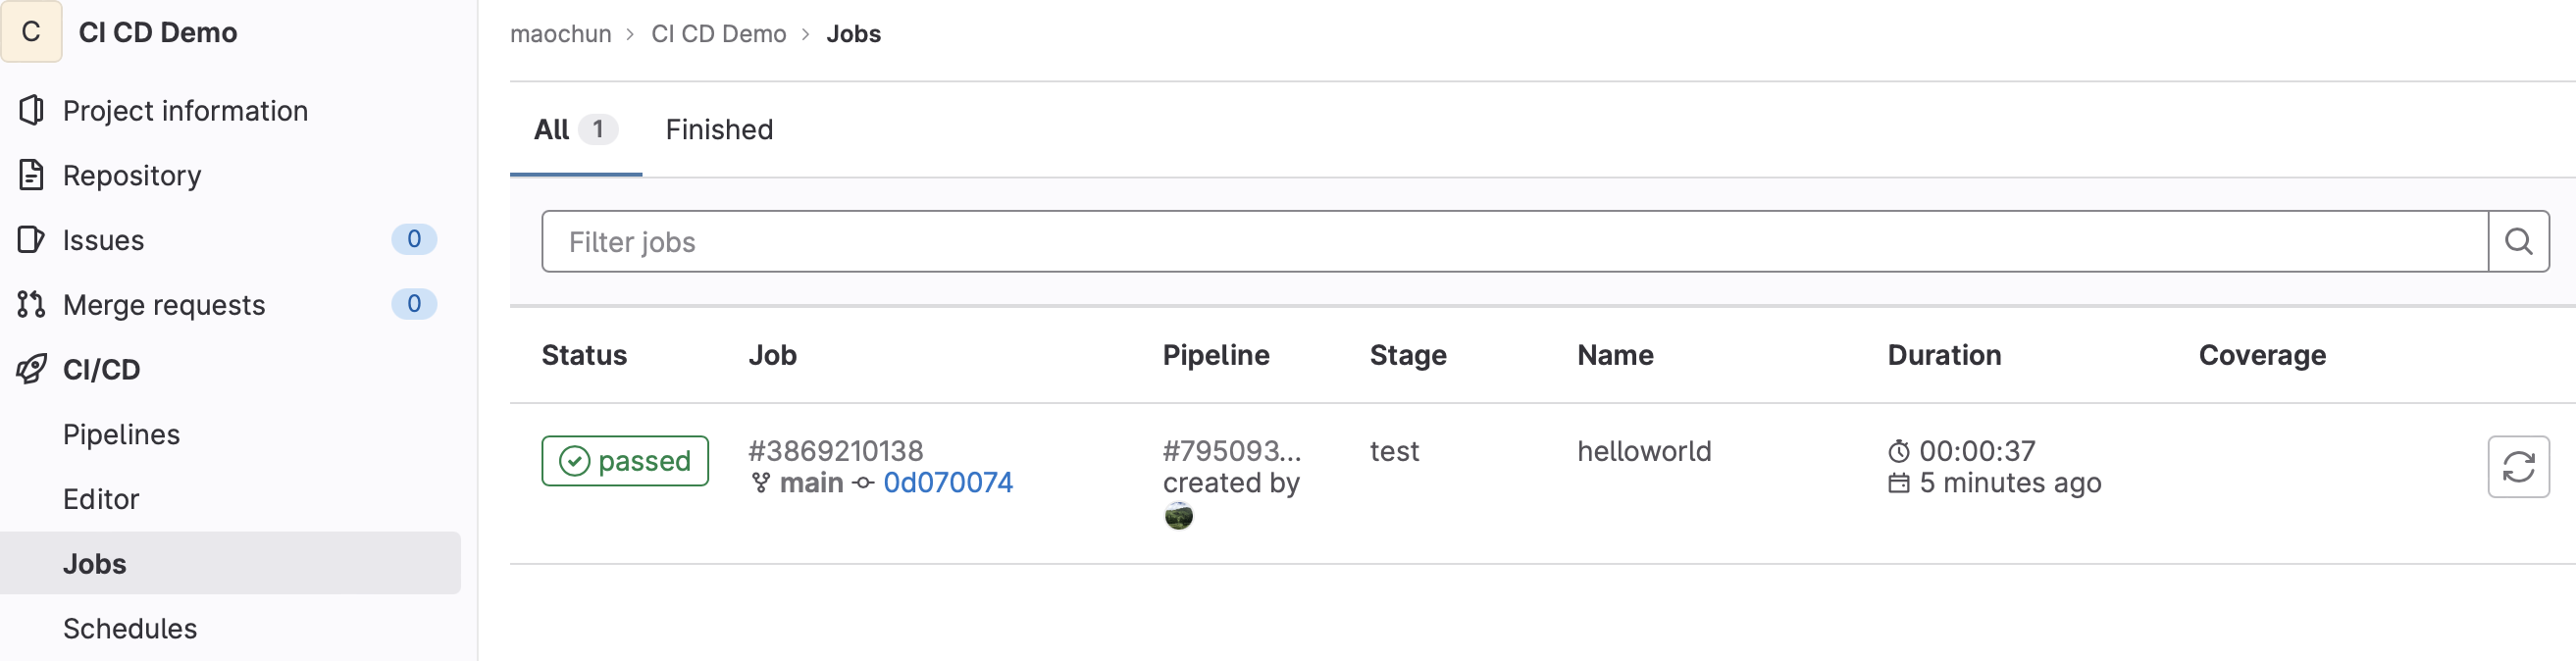 C CI CD Demo
Project information
Repository
Issues 0
Merge requests 0
CI/CD
Pipelines
Editor
Jobs
Schedules
maochun > CI CD Demo > Jobs
All 1 Finished
Filter jobs
Status Job Pipeline Stage Name Duration Coverage
passed #3869210138 #795093... test helloworld 00:00:37
main 0d070074 created by 5 minutes ago